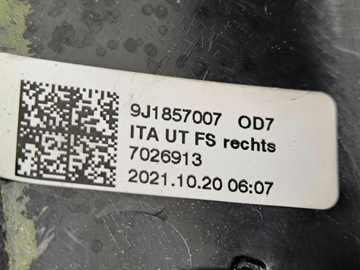 9J1857007 OD7
ITA UT FS rechts
7026913
2021.10.20 06:07